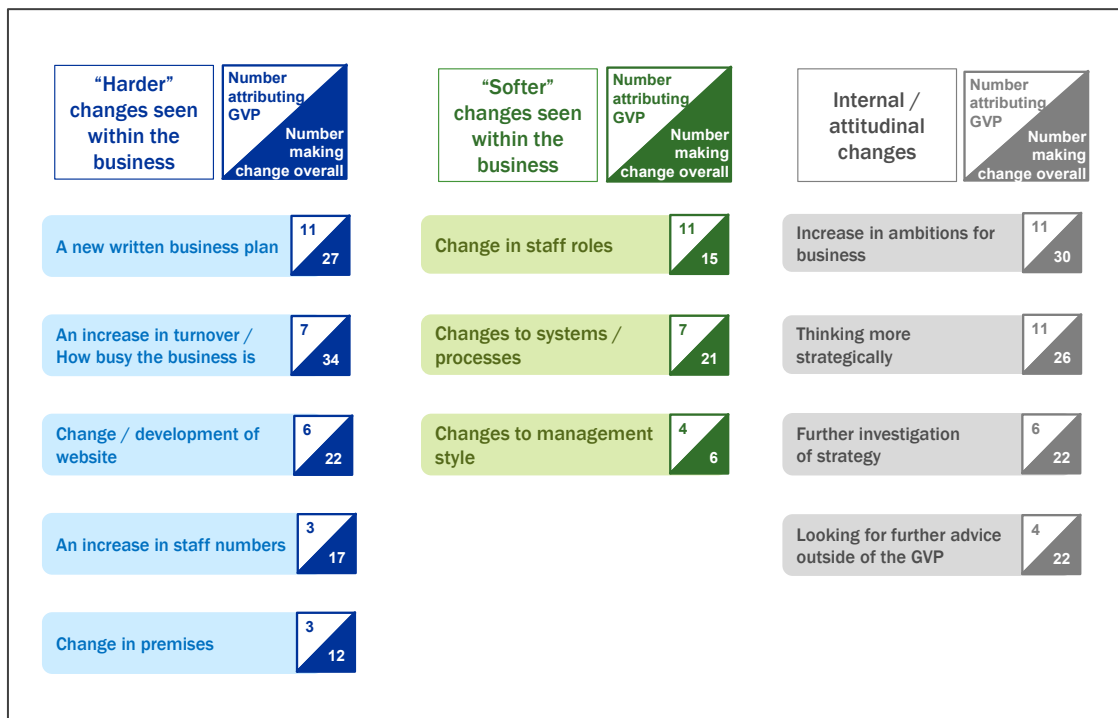 “Harder”
changes seen
within the
business
Number
attributing
GVP
Number
making
change overall
A new written business plan
11
27
An increase in turnover /
How busy the business is
7
34
Change / development of
website
6
22
An increase in staff numbers
3
17
Change in premises
3
12
“Softer”
changes seen
within the
business
Number
attributing
GVP
Number
making
change overall
Change in staff roles
11
15
Changes to systems /
processes
7
21
Changes to management
style
4
6
Internal /
attitudinal
changes
Number
attributing
GVP
Number
making
change overall
Increase in ambitions for
business
11
30
Thinking more
strategically
11
26
Further investigation
of strategy
6
22
Looking for further advice
outside of the GVP
4
22